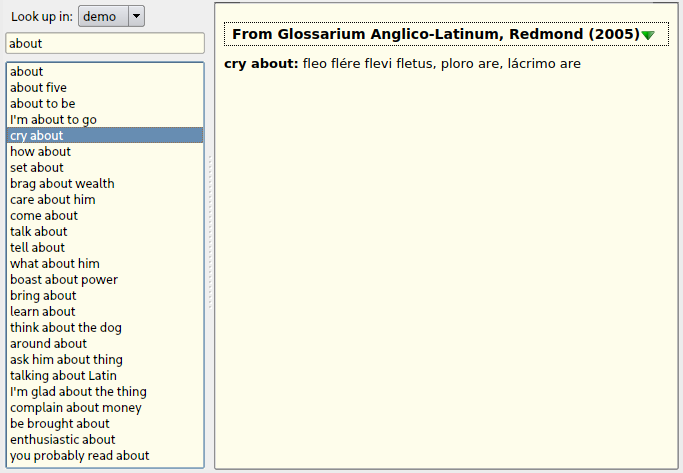 Look up in: demo
about
about
about five
about to be
I'm about to go
cry about
how about
set about
brag about wealth
care about him
come about
talk about
tell about
what about him
boast about power
bring about
learn about
think about the dog
around about
ask him about thing
talking about Latin
I'm glad about the thing
complain about money
be brought about
enthusiastic about
you probably read about
From Glossarium Anglico-Latinum, Redmond (2005)
cry about: fleo flére flevi fletus, ploro are, lácrimo are